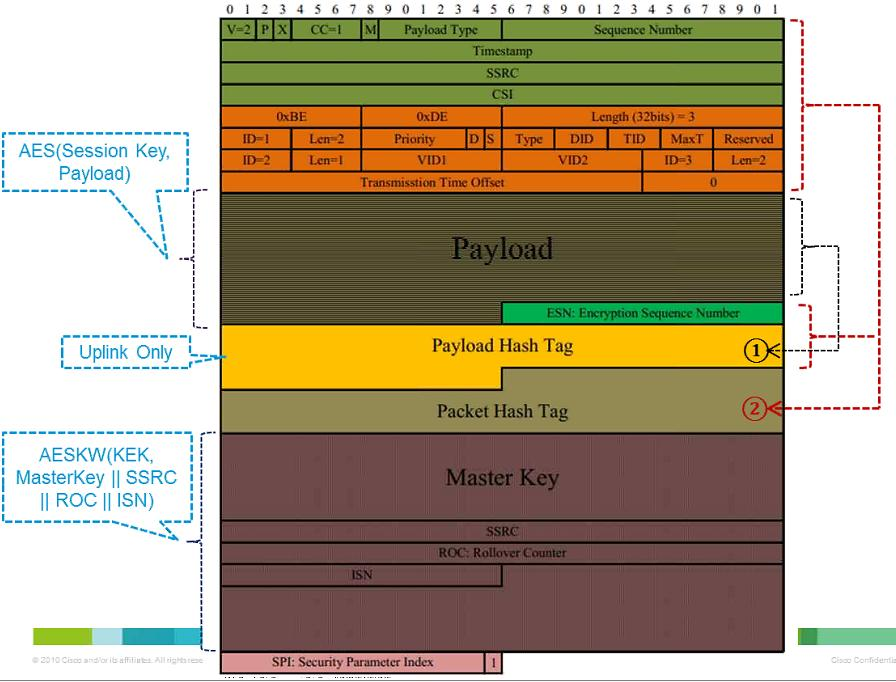 0 1 2 3 4 5 6 7 8 9 0 1 2 3 4 5 6 7 8 9 0 1 2 3 4 5 6 7 8 9 0 1
V=2 P X CC=1 M Payload Type Sequence Number
Timestamp
SSRC
CSI
0xBE 0xDE Length (32bits) = 3
ID=1 Len=2 Priority D S Type DID TID MaxT Reserved
ID=2 Len=1 VID1 VID2 ID=3 Len=2
Transmisstion Time Offset 0
AES(Session Key,
Payload)
Payload
ESN: Encryption Sequence Number
Uplink Only
Payload Hash Tag 1
Packet Hash Tag 2
AESKW(KEK,
MasterKey || SSRC
|| ROC || ISN)
Master Key
SSRC
ROC: Rollover Counter
ISN
SPI: Security Parameter Index 1
© 2010 Cisco and/or its affiliates. All rights rese
Cisco Confidentia